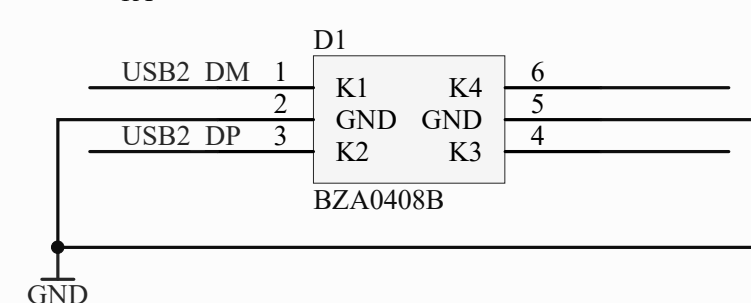 D1
USB2 DM 1 K1 K4 6
2 GND GND 5
USB2 DP 3 K2 K3 4
BZA0408B
GND